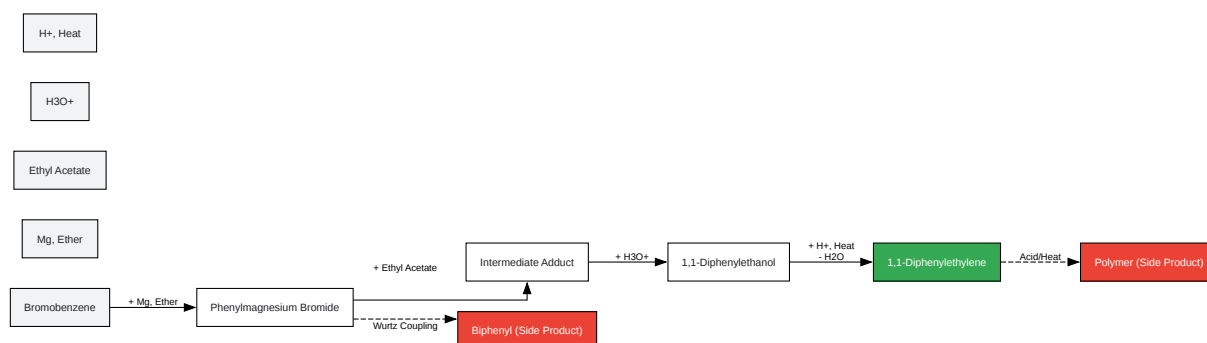 H+, Heat
H3O+
Ethyl Acetate
Mg, Ether
Bromobenzene
+ Mg, Ether
Phenylmagnesium Bromide
+ Ethyl Acetate
Wurtz Coupling
Intermediate Adduct
Biphenyl (Side Product)
+ H3O+
1,1-Diphenylethanol
+ H+, Heat
- H2O
1,1-Diphenylethylene
Acid/Heat
Polymer (Side Product)